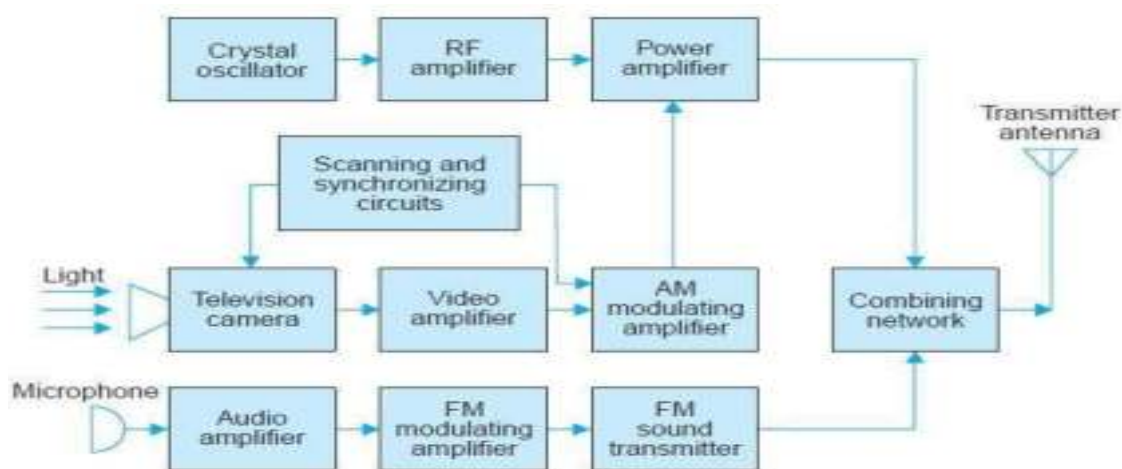 Crystal
oscillator
RF
amplifier
Power
amplifier
Transmitter
antenna
Scanning and
synchronizing
circuits
Light
Television
camera
Video
amplifier
AM
modulating
amplifier
Combining
network
Microphone
Audio
amplifier
FM
modulating
amplifier
FM
sound
transmitter